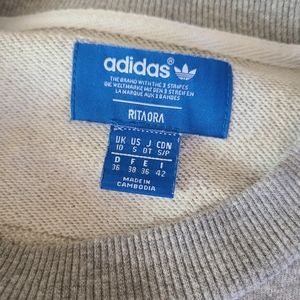 adidas
THE BRAND WITH THE 3 STRIPES
DIE WELTMARKE MIT DEN 3 STREIFEN
LA MARQUE AUX 3 BANDES
RITA ORA
UK US J CDN
10 5 OT S/P
D F E I
36 38 36 42
MADE IN
CAMBODIA